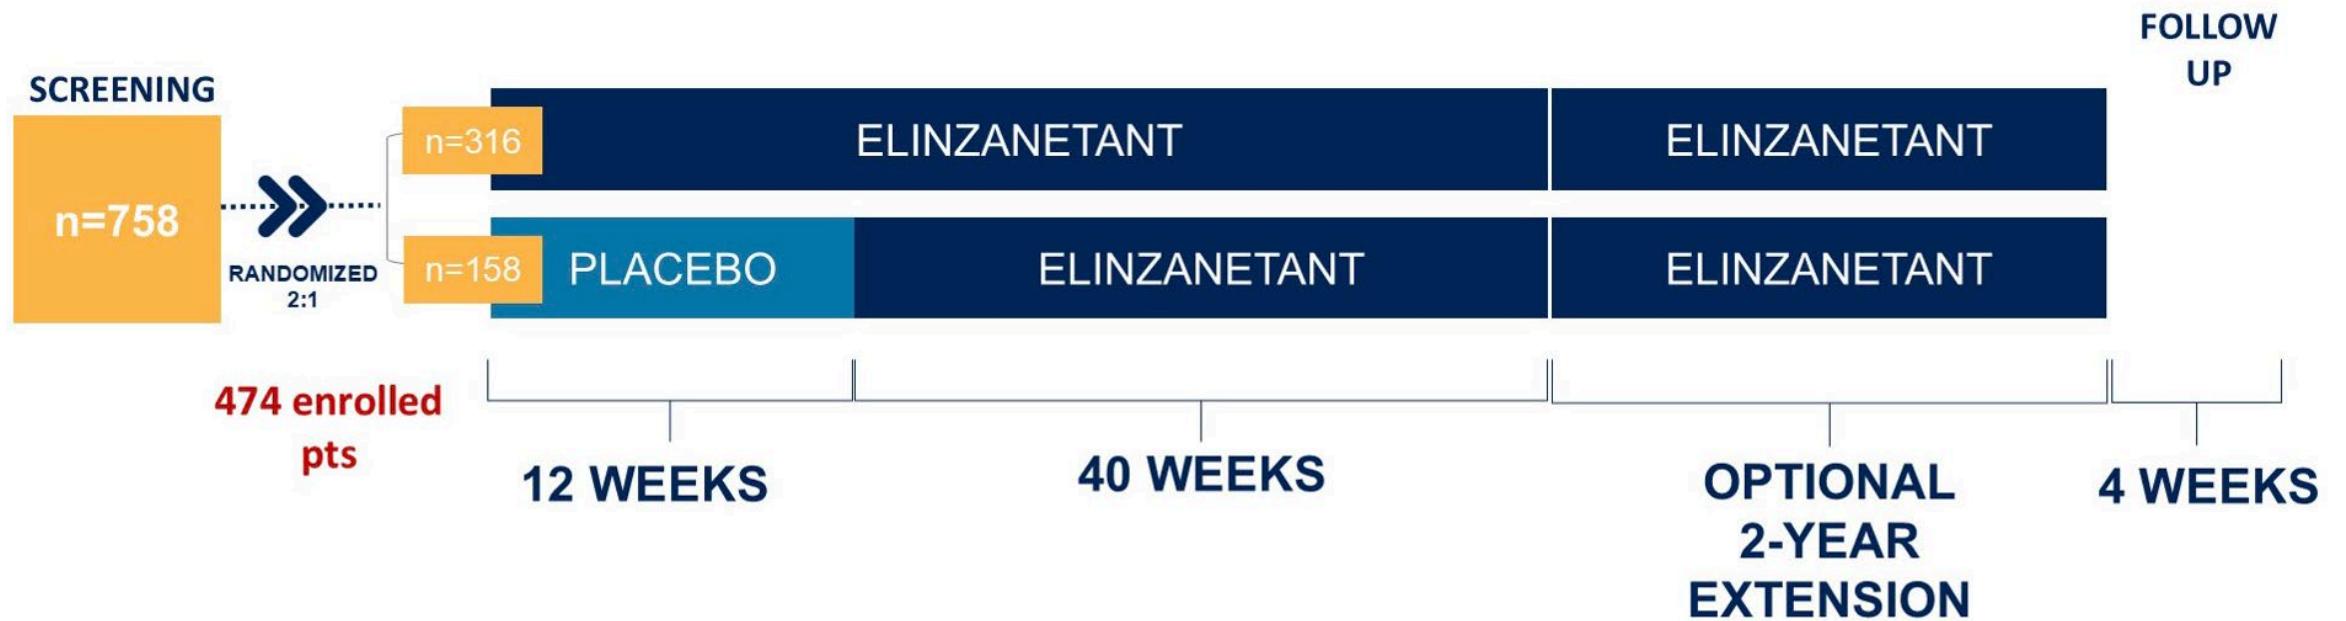 FOLLOW
UP
SCREENING
n=758
RANDOMIZED
2:1
n=316
ELINZANETANT
ELINZANETANT
n=158
PLACEBO
ELINZANETANT
ELINZANETANT
474 enrolled
pts
12 WEEKS
40 WEEKS
OPTIONAL
2-YEAR
EXTENSION
4 WEEKS